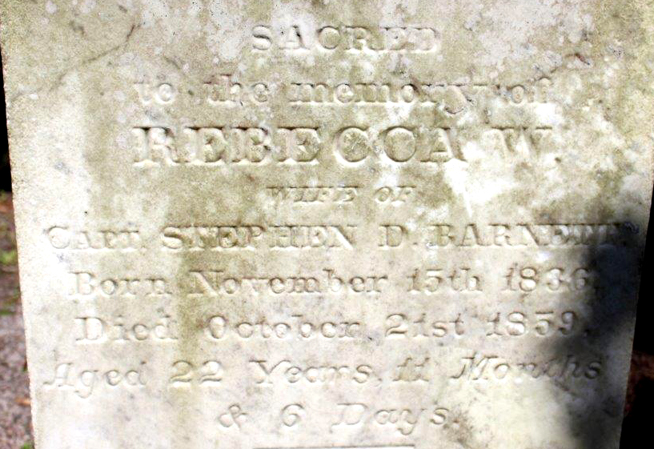 SACRED
to the memory of
REBECCA W.
WIFE OF
CAPT. STEPHEN D. BARNETT.
Born November 15th 1836,
Died October 21st 1859,
Aged 22 Years, 11 Months
& 6 Days.